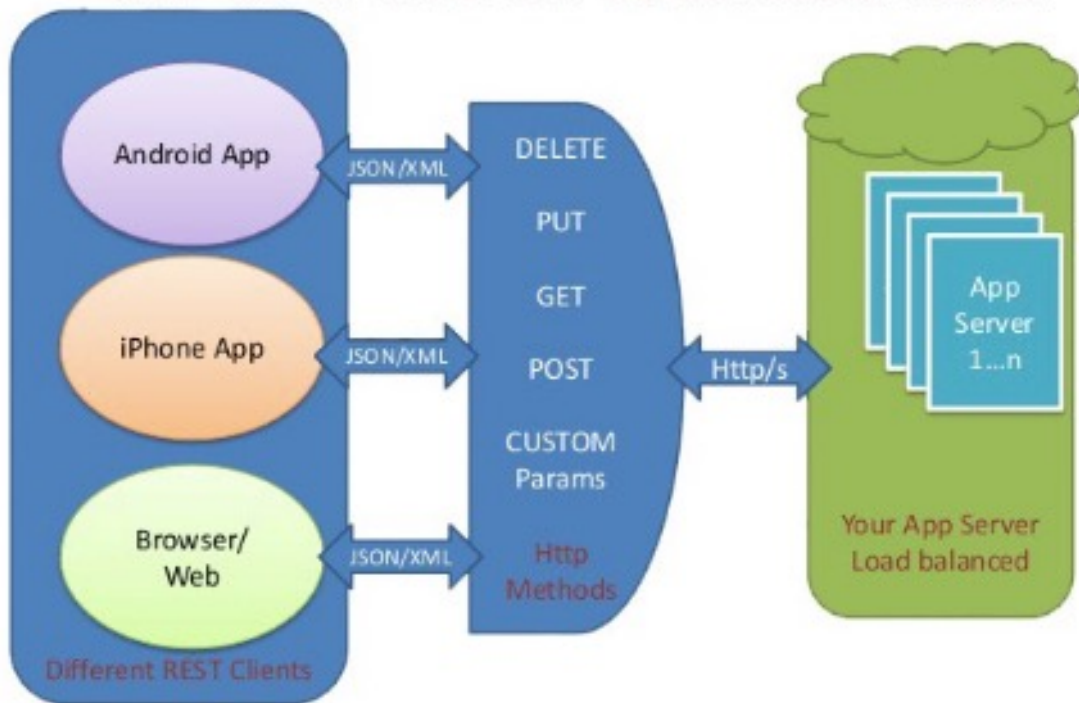 Android App
JSON/XML
iPhone App
JSON/XML
Browser/
Web
JSON/XML
Different REST Clients
DELETE
PUT
GET
POST
CUSTOM
Params
Http
Methods
Http/s
App
Server
1...n
Your App Server
Load balanced